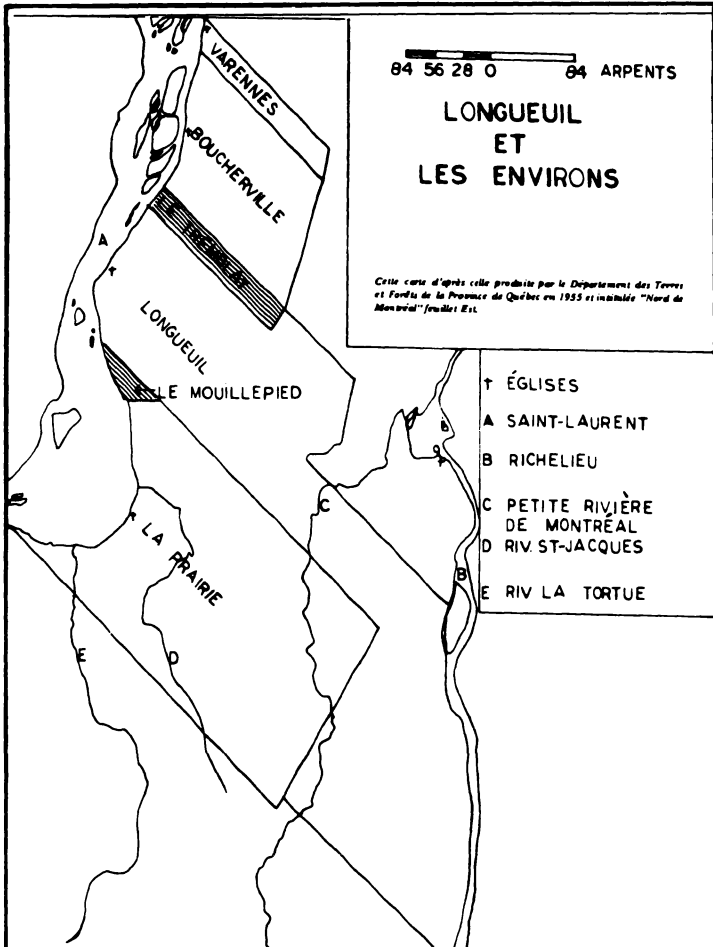 84 56 28 0 84 ARPENTS
LONGUEUIL
ET
LES ENVIRONS
Cette carte d'après celle produite par le Département des Terres
et Forêts de la Province de Québec en 1955 et intitulée "Nord de
Montréal" feuillet Est.
† ÉGLISES
A SAINT-LAURENT
B RICHELIEU
C PETITE RIVIÈRE
DE MONTRÉAL
D RIV. ST-JACQUES
E RIV LA TORTUE
VARENNES
BOUCHERVILLE
LE TREMBLAY
A
LONGUEUIL
LE MOUILLEPIED
B
C
LA PRAIRIE
B
E
D